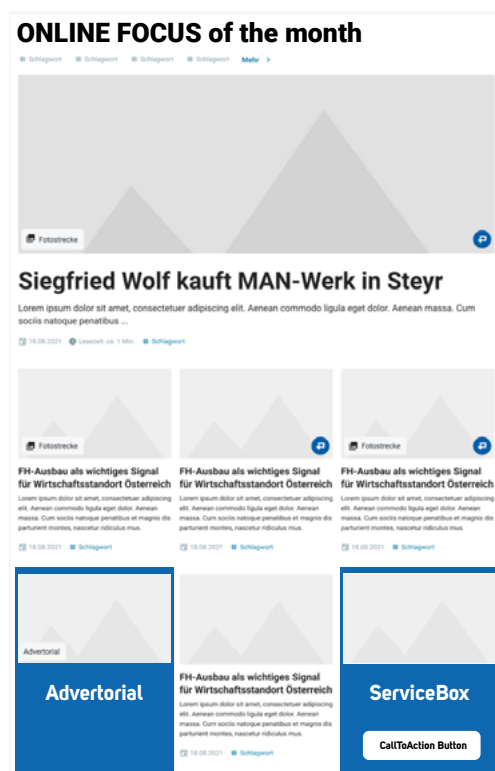 ONLINE FOCUS of the month
# Schlagwort # Schlagwort # Schlagwort # Schlagwort Mehr >
Fotostrecke
Siegfried Wolf kauft MAN-Werk in Steyr
Lorem ipsum dolor sit amet, consectetuer adipiscing elit. Aenean commodo ligula eget dolor. Aenean massa. Cum
sociis natoque penatibus ...
18.08.2021 Lesezeit: ca. 1 Min. # Schlagwort
Fotostrecke
FH-Ausbau als wichtiges Signal
für Wirtschaftsstandort Österreich
Lorem ipsum dolor sit amet, consectetuer adipiscing
elit. Aenean commodo ligula eget dolor. Aenean
massa. Cum sociis natoque penatibus et magnis dis
parturient montes, nascetur ridiculus mus.
18.08.2021 # Schlagwort
FH-Ausbau als wichtiges Signal
für Wirtschaftsstandort Österreich
Lorem ipsum dolor sit amet, consectetuer adipiscing
elit. Aenean commodo ligula eget dolor. Aenean
massa. Cum sociis natoque penatibus et magnis dis
parturient montes, nascetur ridiculus mus.
18.08.2021 # Schlagwort
Fotostrecke
FH-Ausbau als wichtiges Signal
für Wirtschaftsstandort Österreich
Lorem ipsum dolor sit amet, consectetuer adipiscing
elit. Aenean commodo ligula eget dolor. Aenean
massa. Cum sociis natoque penatibus et magnis dis
parturient montes, nascetur ridiculus mus.
18.08.2021 # Schlagwort
Advertorial
Advertorial
FH-Ausbau als wichtiges Signal
für Wirtschaftsstandort Österreich
Lorem ipsum dolor sit amet, consectetuer adipiscing
elit. Aenean commodo ligula eget dolor. Aenean
massa. Cum sociis natoque penatibus et magnis dis
parturient montes, nascetur ridiculus mus.
18.08.2021 # Schlagwort
ServiceBox
CallToAction Button